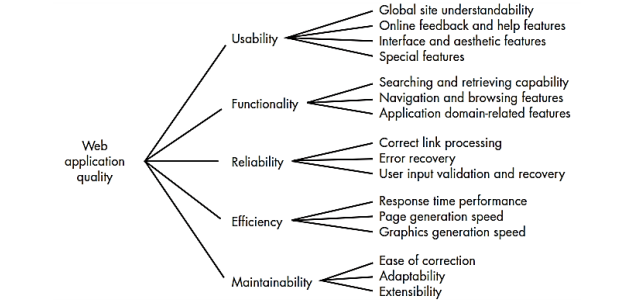 Web
application
quality
Usability
Global site understandability
Online feedback and help features
Interface and aesthetic features
Special features
Functionality
Searching and retrieving capability
Navigation and browsing features
Application domain-related features
Reliability
Correct link processing
Error recovery
User input validation and recovery
Efficiency
Response time performance
Page generation speed
Graphics generation speed
Maintainability
Ease of correction
Adaptability
Extensibility